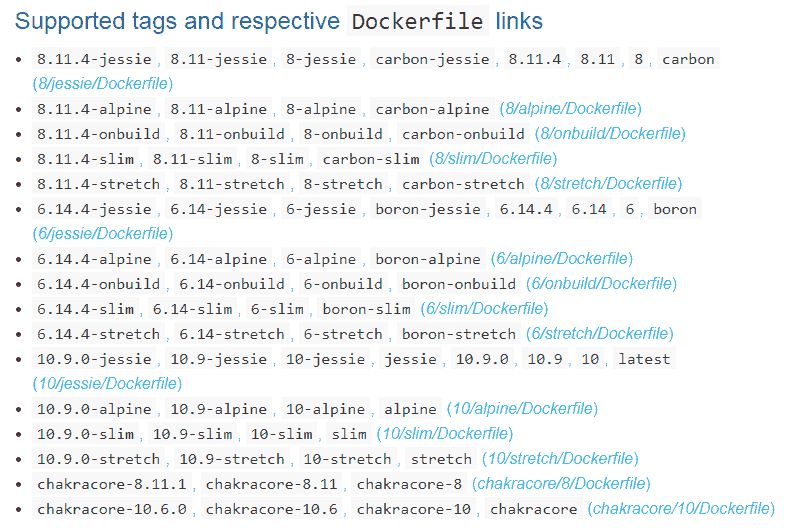 Supported tags and respective Dockerfile links
• 8.11.4-jessie, 8.11-jessie, 8-jessie, carbon-jessie, 8.11.4, 8.11, 8, carbon
(8/jessie/Dockerfile)
• 8.11.4-alpine, 8.11-alpine, 8-alpine, carbon-alpine (8/alpine/Dockerfile)
• 8.11.4-onbuild, 8.11-onbuild, 8-onbuild, carbon-onbuild (8/onbuild/Dockerfile)
• 8.11.4-slim, 8.11-slim, 8-slim, carbon-slim (8/slim/Dockerfile)
• 8.11.4-stretch, 8.11-stretch, 8-stretch, carbon-stretch (8/stretch/Dockerfile)
• 6.14.4-jessie, 6.14-jessie, 6-jessie, boron-jessie, 6.14.4, 6.14, 6, boron
(6/jessie/Dockerfile)
• 6.14.4-alpine, 6.14-alpine, 6-alpine, boron-alpine (6/alpine/Dockerfile)
• 6.14.4-onbuild, 6.14-onbuild, 6-onbuild, boron-onbuild (6/onbuild/Dockerfile)
• 6.14.4-slim, 6.14-slim, 6-slim, boron-slim (6/slim/Dockerfile)
• 6.14.4-stretch, 6.14-stretch, 6-stretch, boron-stretch (6/stretch/Dockerfile)
• 10.9.0-jessie, 10.9-jessie, 10-jessie, jessie, 10.9.0, 10.9, 10, latest
(10/jessie/Dockerfile)
• 10.9.0-alpine, 10.9-alpine, 10-alpine, alpine (10/alpine/Dockerfile)
• 10.9.0-slim, 10.9-slim, 10-slim, slim (10/slim/Dockerfile)
• 10.9.0-stretch, 10.9-stretch, 10-stretch, stretch (10/stretch/Dockerfile)
• chakracore-8.11.1, chakracore-8.11, chakracore-8 (chakracore/8/Dockerfile)
• chakracore-10.6.0, chakracore-10.6, chakracore-10, chakracore (chakracore/10/Dockerfile)